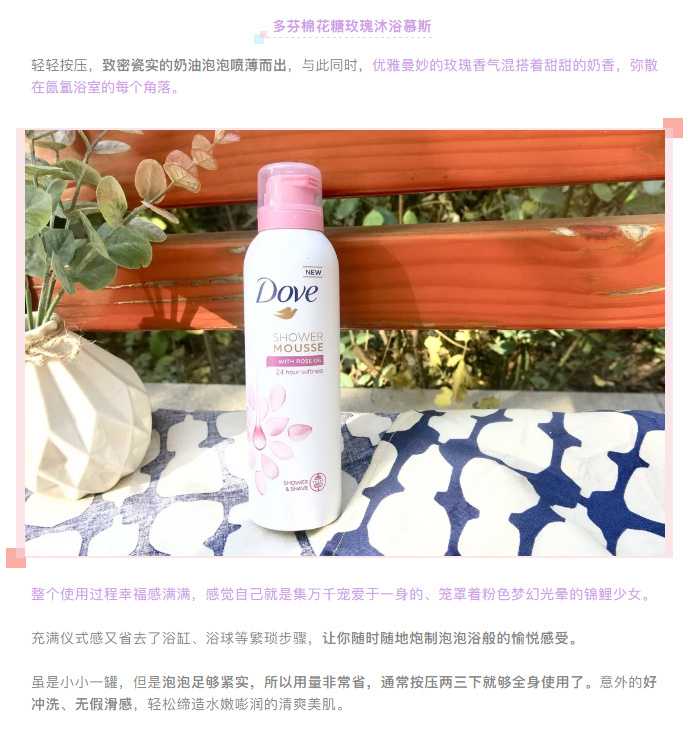 多芬棉花糖玫瑰沐浴慕斯
轻轻按压，致密瓷实的奶油泡泡喷薄而出，与此同时，优雅曼妙的玫瑰香气混搭着甜甜的奶香，弥散
在氤氲浴室的每个角落。
NEW
Dove
SHOWER
MOUSSE
WITH ROSE OIL
24 hour softness
SHOWER
& SHAVE
整个使用过程幸福感满满，感觉自己就是集万千宠爱于一身的、笼罩着粉色梦幻光晕的锦鲤少女。
充满仪式感又省去了浴缸、浴球等繁琐步骤，让你随时随地炮制泡泡浴般的愉悦感受。
虽是小小一罐，但是泡泡足够紧实，所以用量非常省，通常按压两三下就够全身使用了。意外的好
冲洗、无假滑感，轻松缔造水嫩膨润的清爽美肌。